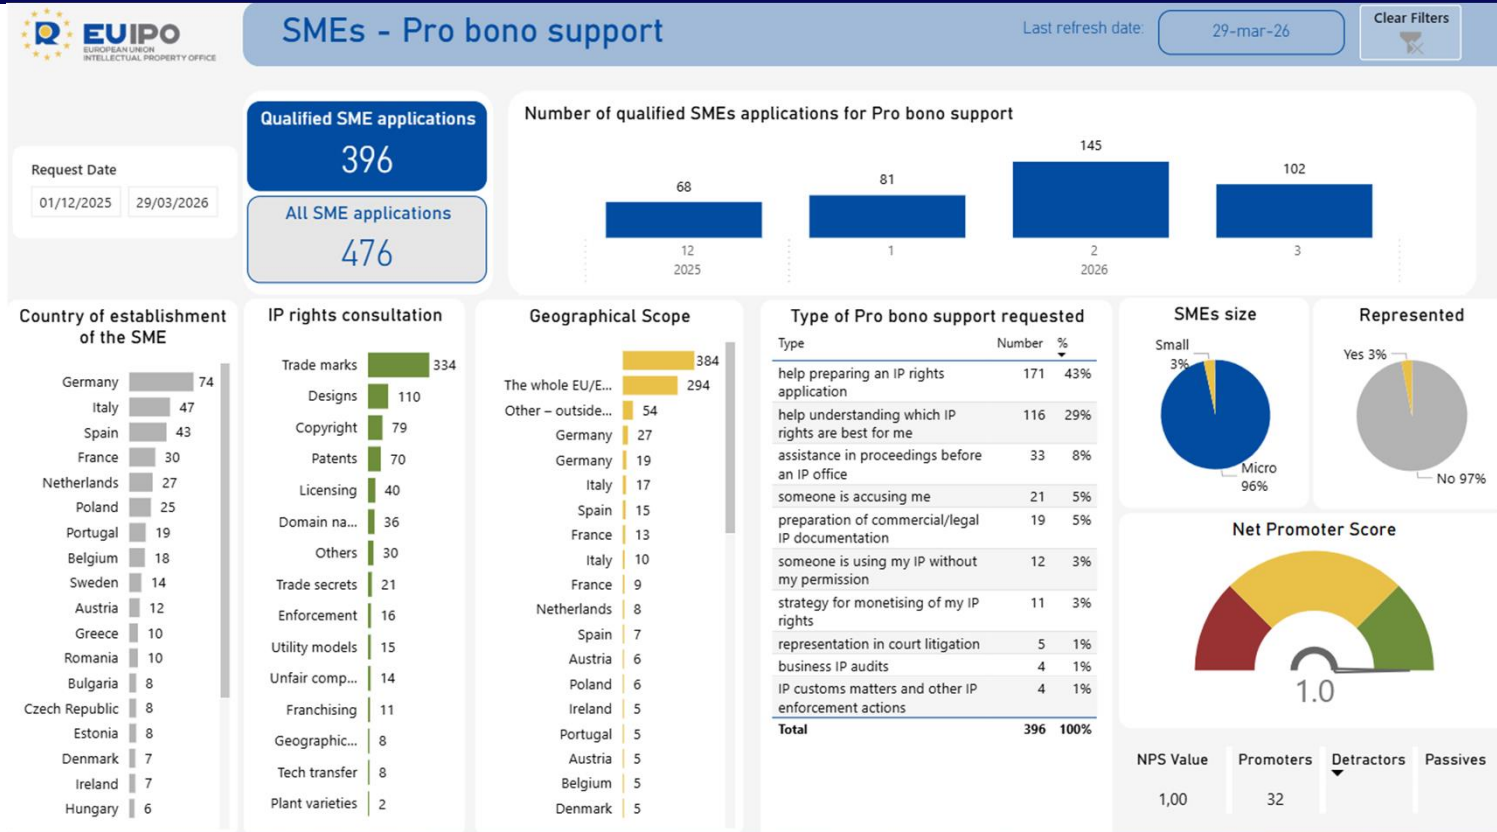 EUIPO
EUROPEAN UNION
INTELLECTUAL PROPERTY OFFICE
SMEs - Pro bono support
Last refresh date:
29-mar-26
Clear Filters
Request Date
01/12/2025 29/03/2026
Qualified SME applications
396
All SME applications
476
Number of qualified SMEs applications for Pro bono support
68
81
145
102
12
1
2
3
2025
2026
Country of establishment
of the SME
Germany 74
Italy 47
Spain 43
France 30
Netherlands 27
Poland 25
Portugal 19
Belgium 18
Sweden 14
Austria 12
Greece 10
Romania 10
Bulgaria 8
Czech Republic 8
Estonia 8
Denmark 7
Ireland 7
Hungary 6
IP rights consultation
Trade marks 334
Designs 110
Copyright 79
Patents 70
Licensing 40
Domain na... 36
Others 30
Trade secrets 21
Enforcement 16
Utility models 15
Unfair comp... 14
Franchising 11
Geographic... 8
Tech transfer 8
Plant varieties 2
Geographical Scope
384
The whole EU/E... 294
Other – outside... 54
Germany 27
Germany 19
Italy 17
Spain 15
France 13
Italy 10
France 9
Netherlands 8
Spain 7
Austria 6
Poland 6
Ireland 5
Portugal 5
Austria 5
Belgium 5
Denmark 5
Type of Pro bono support requested
Type Number %
help preparing an IP rights 171 43%
application
help understanding which IP 116 29%
rights are best for me
assistance in proceedings before 33 8%
an IP office
someone is accusing me 21 5%
preparation of commercial/legal 19 5%
IP documentation
someone is using my IP without 12 3%
my permission
strategy for monetising of my IP 11 3%
rights
representation in court litigation 5 1%
business IP audits 4 1%
IP customs matters and other IP 4 1%
enforcement actions
Total 396 100%
SMEs size
Small
3%
Micro
96%
Represented
Yes 3%
No 97%
Net Promoter Score
1.0
NPS Value Promoters Detractors Passives
1,00 32